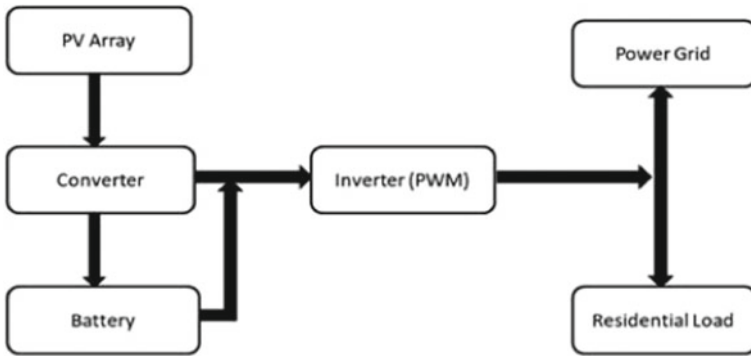 PV Array
Power Grid
Converter
Inverter (PWM)
Battery
Residential Load